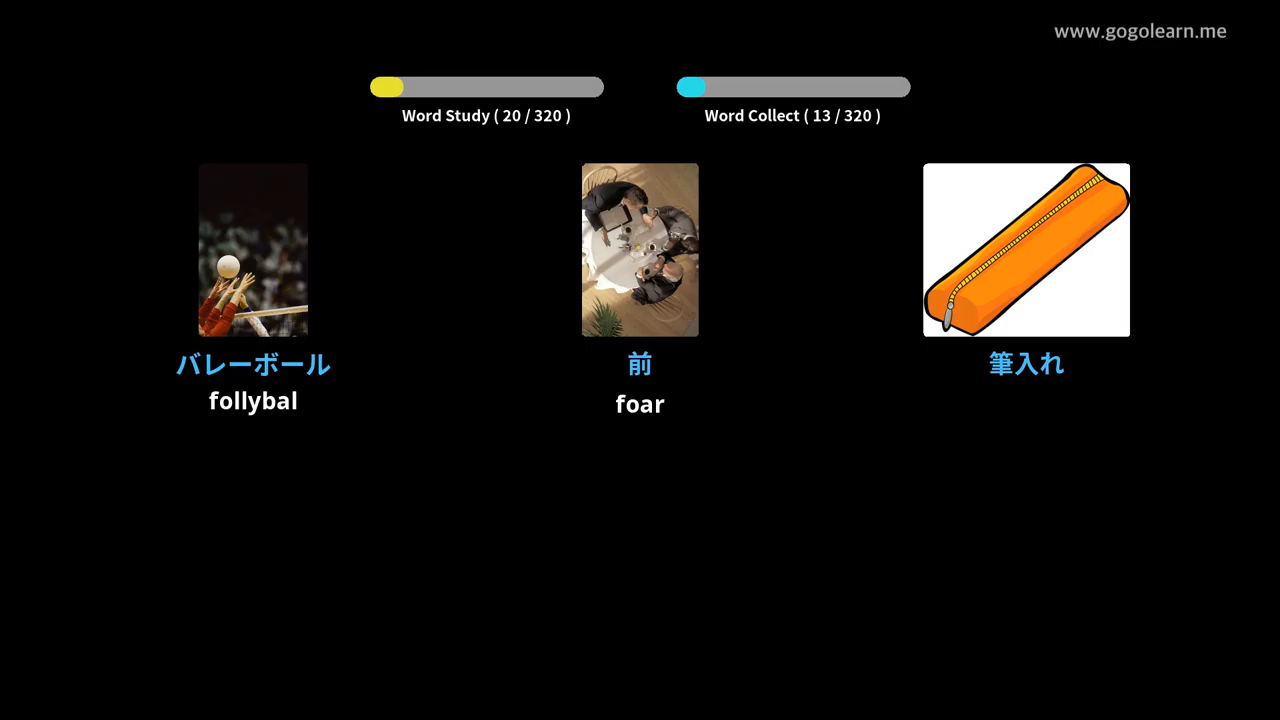 www.gogolearn.me
Word Study ( 20 / 320 )
Word Collect ( 13 / 320 )
バレーボール
follybal
前
foar
筆入れ